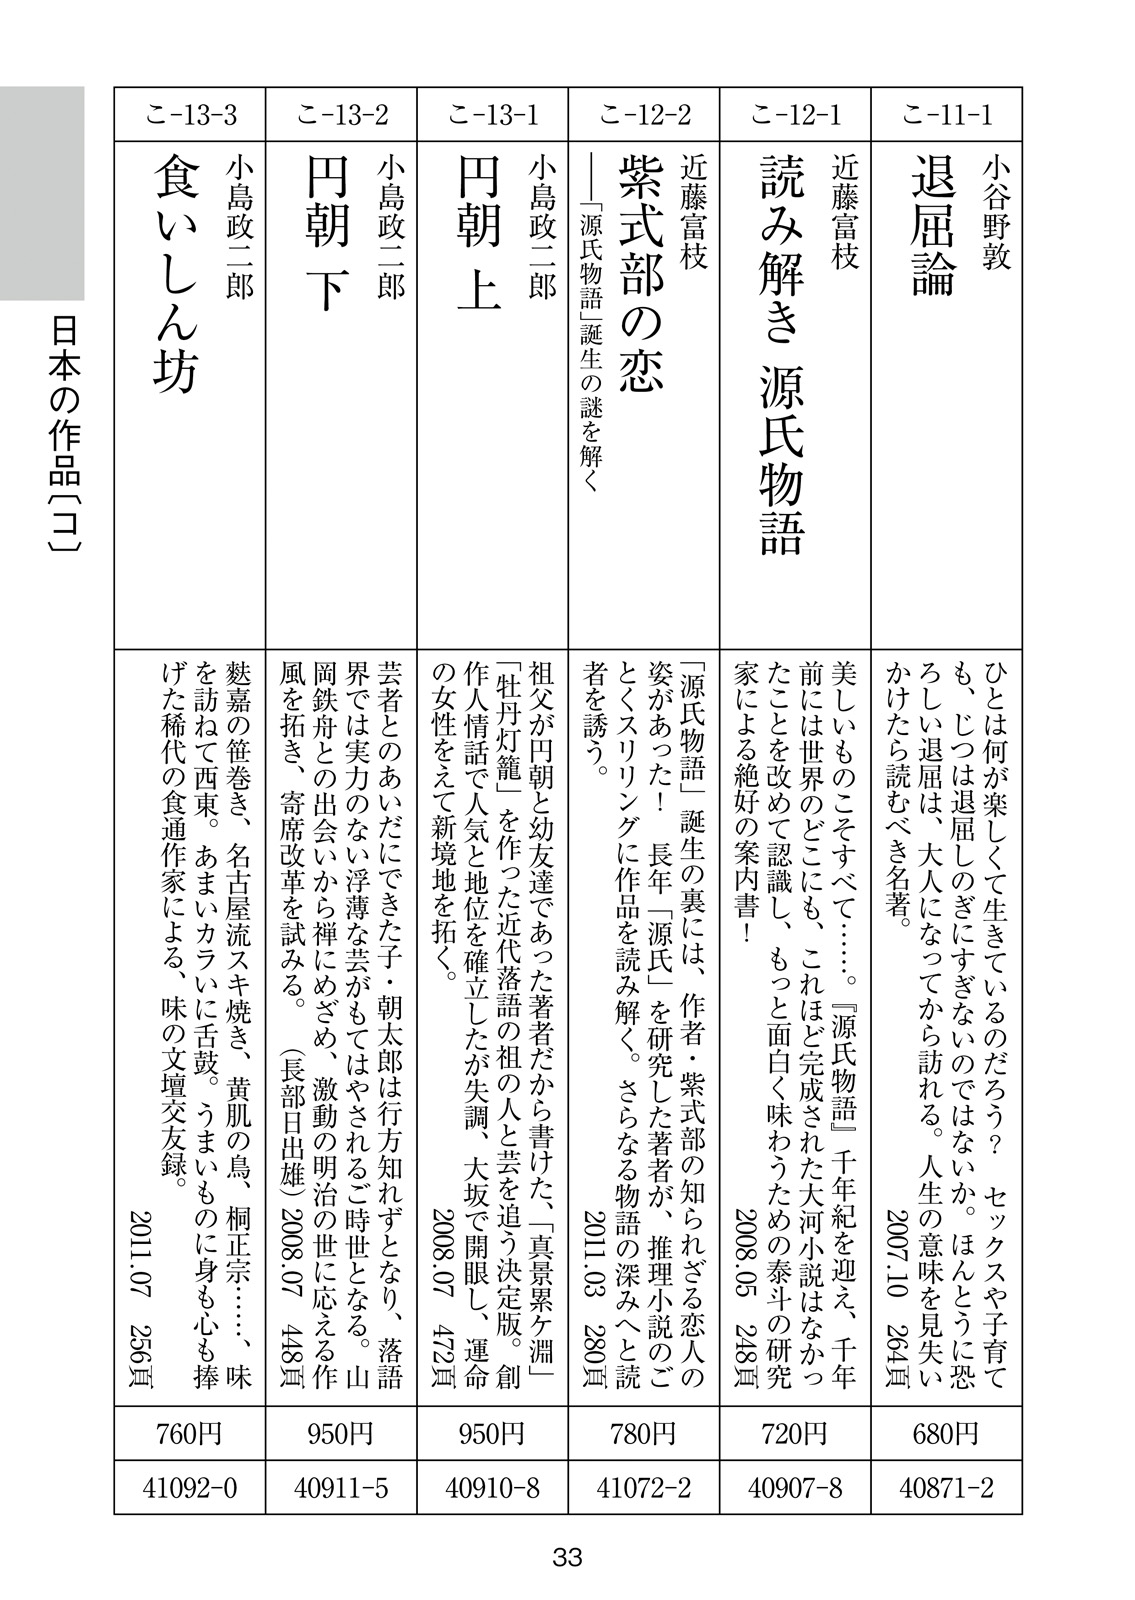 日本の作品〔コ〕
こ-11-1
小谷野敦
退屈論
ひとは何が楽しくて生きているのだろう？　セックスや子育て
も、じつは退屈しのぎにすぎないのではないか。ほんとうに恐
ろしい退屈は、大人になってから訪れる。人生の意味を見失い
かけたら読むべき名著。
2007.10　264頁
680円
40871-2
こ-12-1
近藤富枝
読み解き 源氏物語
美しいものこそすべて……。『源氏物語』千年紀を迎え、千年
前には世界のどこにも、これほど完成された大河小説はなかっ
たことを改めて認識し、もっと面白く味わうための泰斗の研究
家による絶好の案内書！
2008.05　248頁
720円
40907-8
こ-12-2
近藤富枝
紫式部の恋
――「源氏物語」誕生の謎を解く
「源氏物語」誕生の裏には、作者・紫式部の知られざる恋人の
姿があった！　長年「源氏」を研究した著者が、推理小説のご
とくスリリングに作品を読み解く。さらなる物語の深みへと読
者を誘う。
2011.03　280頁
780円
41072-2
こ-13-1
小島政二郎
円朝 上
祖父が円朝と幼友達であった著者だから書けた、「真景累ケ淵」
「牡丹灯籠」を作った近代落語の祖の人と芸を追う決定版。創
作人情話で人気と地位を確立したが失調、大坂で開眼し、運命
の女性をえて新境地を拓く。
2008.07　472頁
950円
40910-8
こ-13-2
小島政二郎
円朝 下
芸者とのあいだにできた子・朝太郎は行方知れずとなり、落語
界では実力のない浮薄な芸がもてはやされるご時世となる。山
岡鉄舟との出会いから禅にめざめ、激動の明治の世に応える作
風を拓き、寄席改革を試みる。　（長部日出雄）2008.07　448頁
950円
40911-5
こ-13-3
小島政二郎
食いしん坊
麩嘉の笹巻き、名古屋流スキ焼き、黄肌の鳥、桐正宗……、味
を訪ねて西東。あまいカラいに舌鼓。うまいものに身も心も捧
げた稀代の食通作家による、味の文壇交友録。
2011.07　256頁
760円
41092-0
33